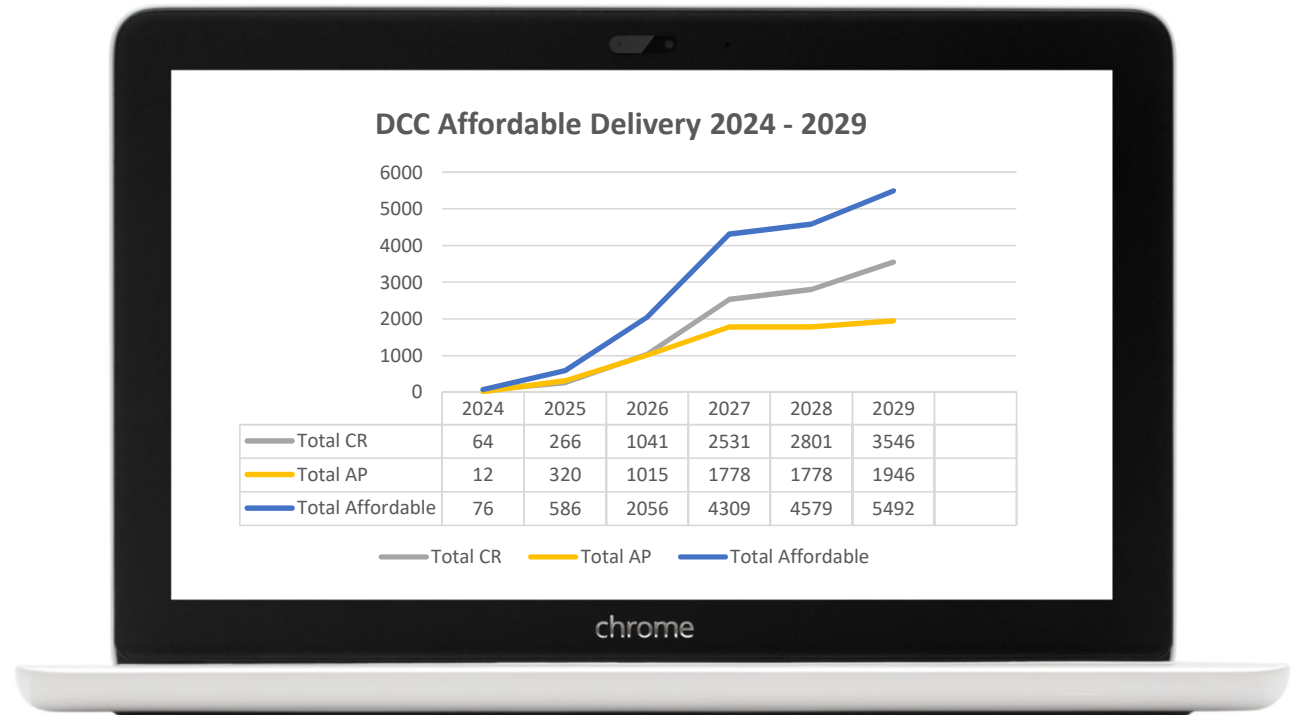 DCC Affordable Delivery 2024 - 2029
6000
5000
4000
3000
2000
1000
0
2024 2025 2026 2027 2028 2029
Total CR 64 266 1041 2531 2801 3546
Total AP 12 320 1015 1778 1778 1946
Total Affordable 76 586 2056 4309 4579 5492
Total CR Total AP Total Affordable
chrome